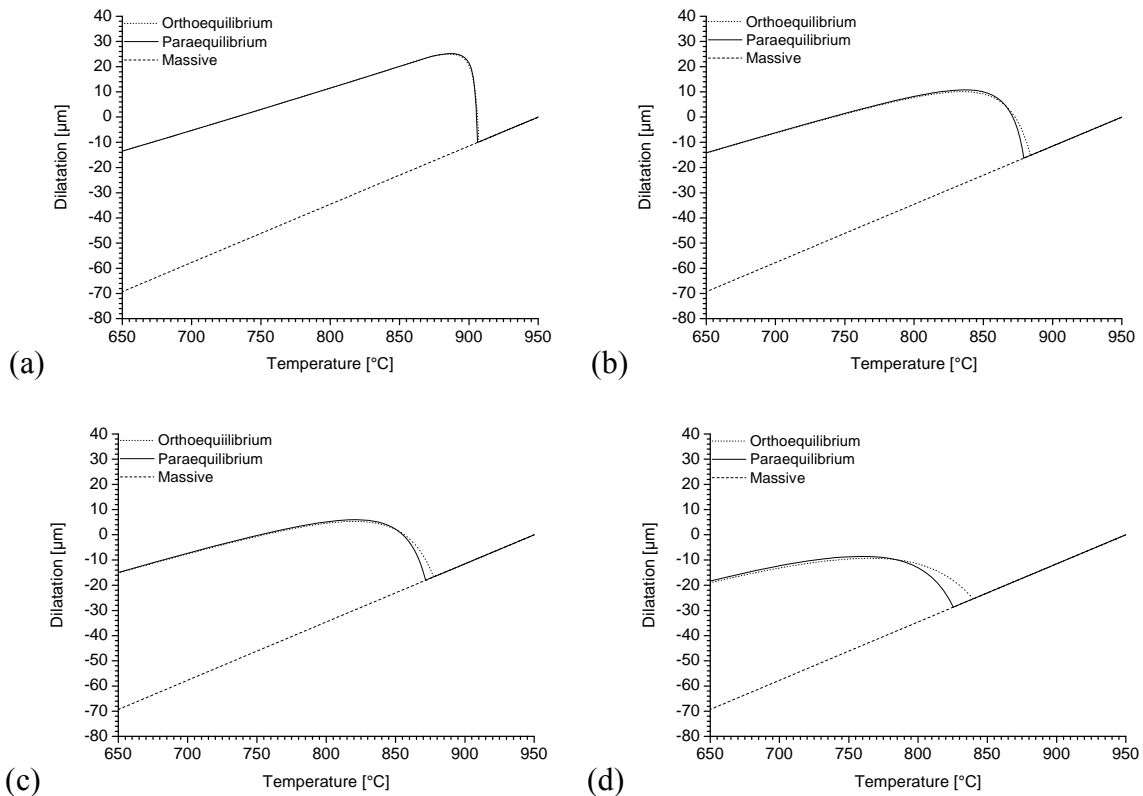 40
30
20
10
0
-10
-20
-30
-40
-50
-60
-70
-80
Dilatation [µm]
Orthoequilibrium
Paraequilibrium
Massive
650 700 750 800 850 900 950
Temperature [°C]
(a)
40
30
20
10
0
-10
-20
-30
-40
-50
-60
-70
-80
Dilatation [µm]
Orthoequilibrium
Paraequilibrium
Massive
650 700 750 800 850 900 950
Temperature [°C]
(b)
40
30
20
10
0
-10
-20
-30
-40
-50
-60
-70
-80
Dilatation [µm]
Orthoequiilibrium
Paraequilibrium
Massive
650 700 750 800 850 900 950
Temperature [°C]
(c)
40
30
20
10
0
-10
-20
-30
-40
-50
-60
-70
-80
Dilatation [µm]
Orthoequilibrium
Paraequilibrium
Massive
650 700 750 800 850 900 950
Temperature [°C]
(d)